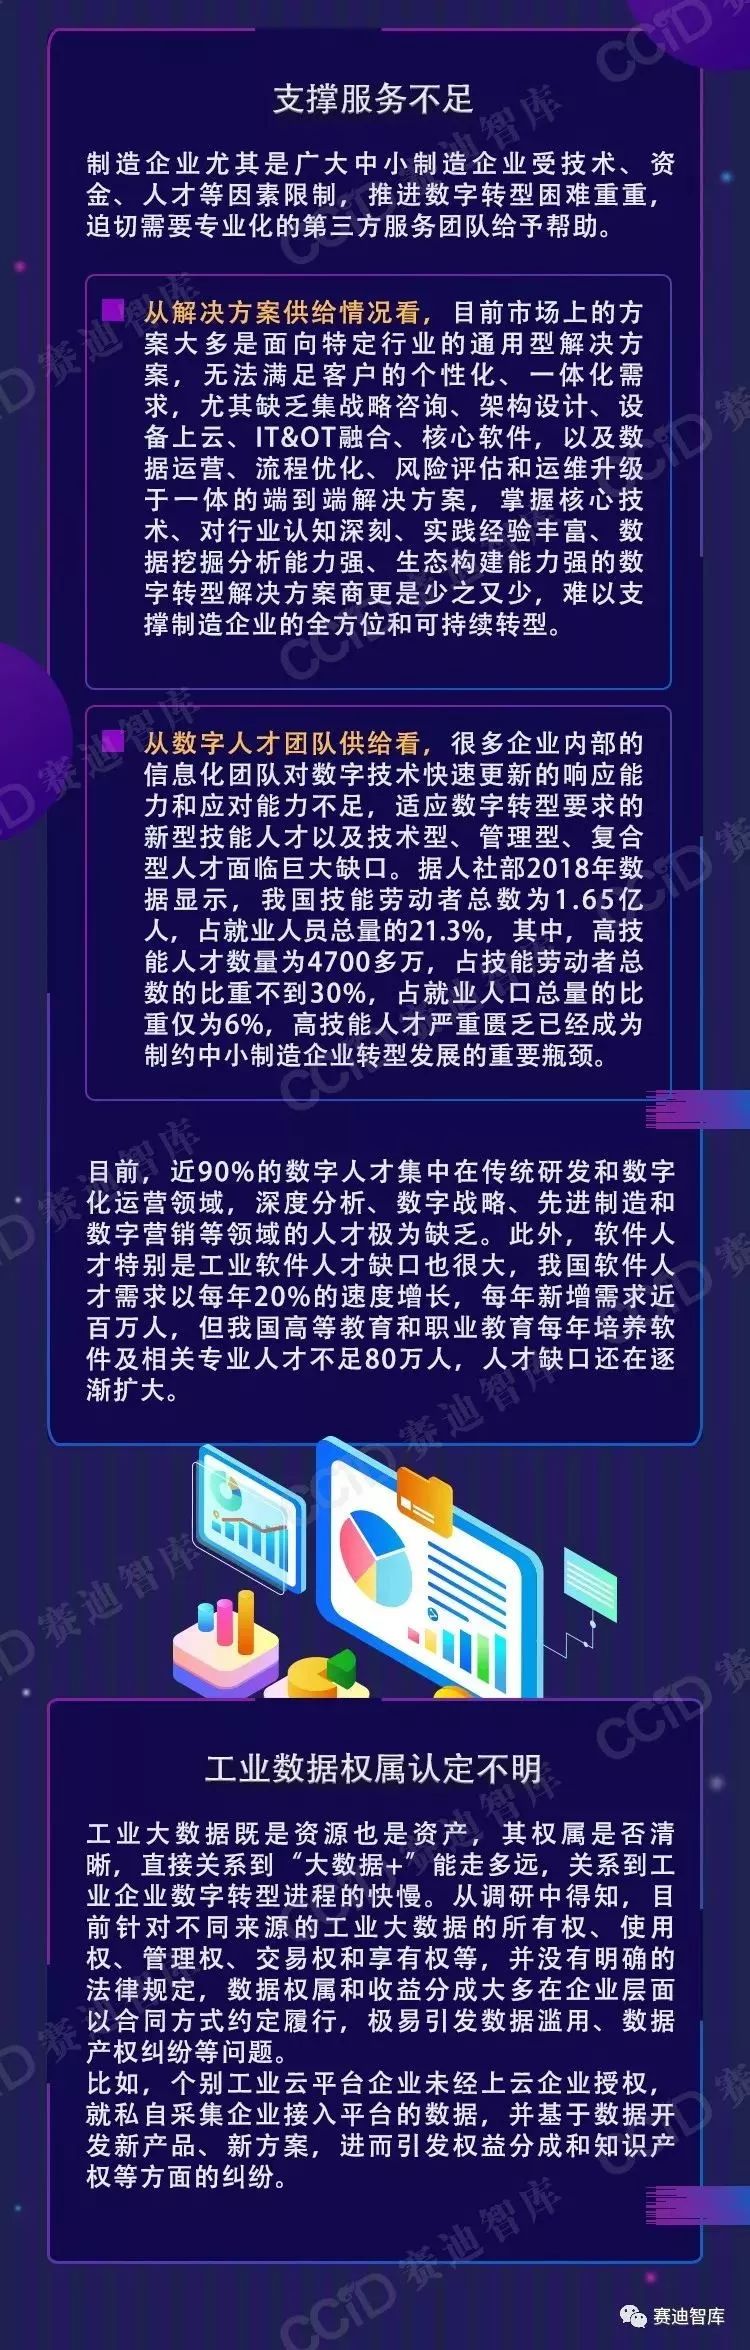 支撑服务不足
制造企业尤其是广大中小制造企业受技术、资
金、人才等因素限制，推进数字转型困难重重，
迫切需要专业化的第三方服务团队给予帮助。
从解决方案供给情况看，目前市场上的方
案大多是面向特定行业的通用型解决方
案，无法满足客户的个性化、一体化需
求，尤其缺乏集战略咨询、架构设计、设
备上云、IT&OT融合、核心软件，以及数
据运营、流程优化、风险评估和运维升级
于一体的端到端解决方案，掌握核心技
术、对行业认知深刻、实践经验丰富、数
据挖掘分析能力强、生态构建能力强的数
字转型解决方案商更是少之又少，难以支
撑制造企业的全方位和可持续转型。
从数字人才团队供给看，很多企业内部的
信息化团队对数字技术快速更新的响应能
力和应对能力不足，适应数字转型要求的
新型技能人才以及技术型、管理型、复合
型人才面临巨大缺口。据人社部2018年数
据显示，我国技能劳动者总数为1.65亿
人，占就业人员总量的21.3%，其中，高技
能人才数量为4700多万，占技能劳动者总
数的比重不到30%，占就业人口总量的比
重仅为6%，高技能人才严重匮乏已经成为
制约中小制造企业转型发展的重要瓶颈。
目前，近90%的数字人才集中在传统研发和数字
化运营领域，深度分析、数字战略、先进制造和
数字营销等领域的人才极为缺乏。此外，软件人
才特别是工业软件人才缺口也很大，我国软件人
才需求以每年20%的速度增长，每年新增需求近
百万人，但我国高等教育和职业教育每年培养软
件及相关专业人才不足80万人，人才缺口还在逐
渐扩大。
工业数据权属认定不明
工业大数据既是资源也是资产，其权属是否清
晰，直接关系到“大数据+”能走多远，关系到工
业企业数字转型进程的快慢。从调研中得知，目
前针对不同来源的工业大数据的所有权、使用
权、管理权、交易权和享有权等，并没有明确的
法律规定，数据权属和收益分成大多在企业层面
以合同方式约定履行，极易引发数据滥用、数据
产权纠纷等问题。
比如，个别工业云平台企业未经上云企业授权，
就私自采集企业接入平台的数据，并基于数据开
发新产品、新方案，进而引发权益分成和知识产
权等方面的纠纷。
赛迪智库